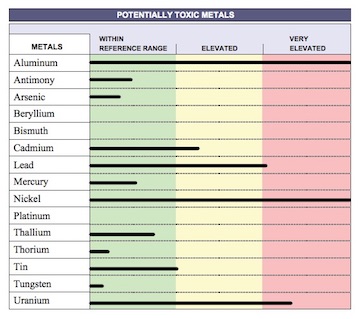 POTENTIALLY TOXIC METALS
METALS
WITHIN
REFERENCE RANGE
ELEVATED
VERY
ELEVATED
Aluminum
Antimony
Arsenic
Beryllium
Bismuth
Cadmium
Lead
Mercury
Nickel
Platinum
Thallium
Thorium
Tin
Tungsten
Uranium